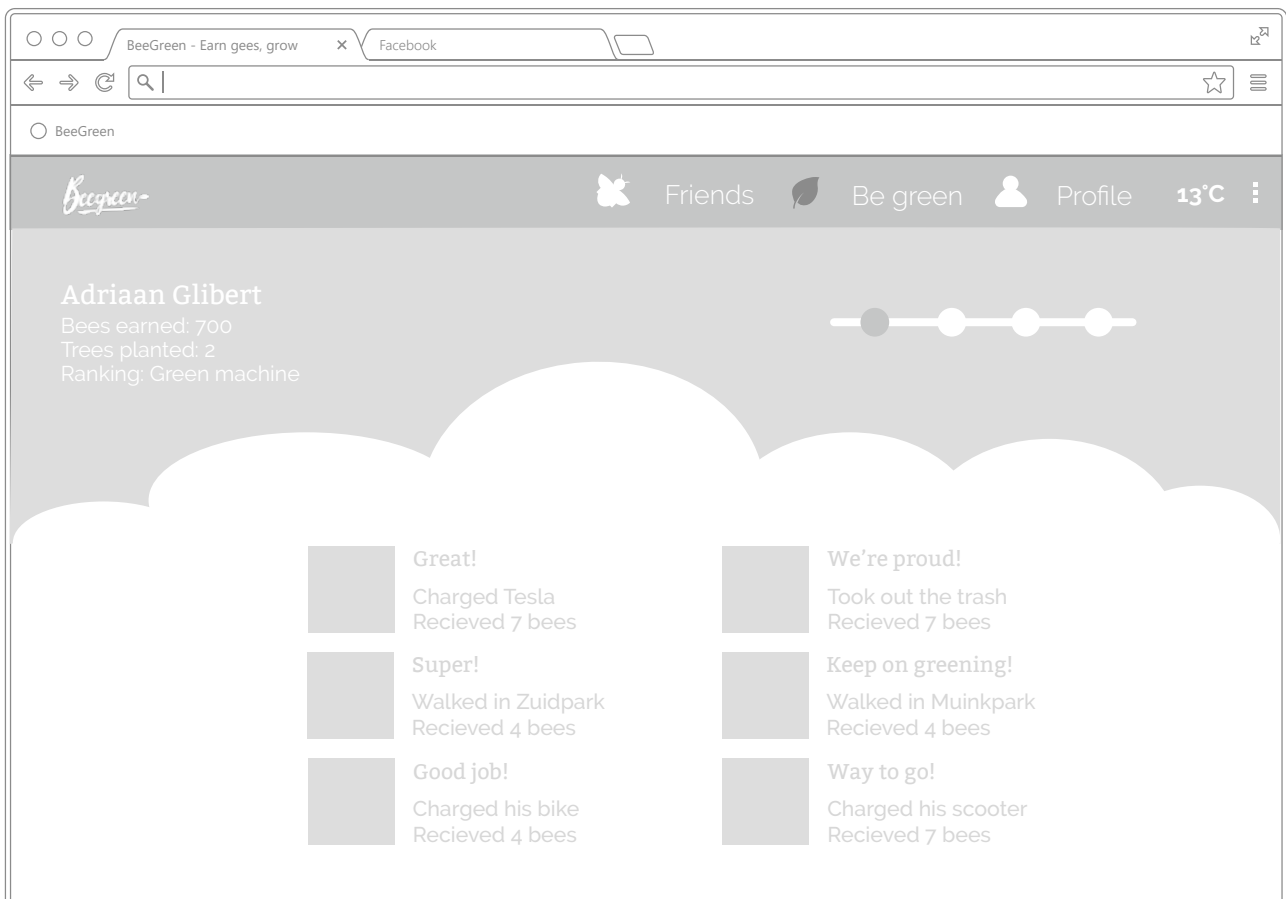 BeeGreen - Earn gees, grow
Facebook
BeeGreen
Beegreen
Friends
Be green
Profile
13°C
Adriaan Glibert
Bees earned: 700
Trees planted: 2
Ranking: Green machine
Great!
Charged Tesla
Recieved 7 bees
We're proud!
Took out the trash
Recieved 7 bees
Super!
Walked in Zuidpark
Recieved 4 bees
Keep on greening!
Walked in Muinkpark
Recieved 4 bees
Good job!
Charged his bike
Recieved 4 bees
Way to go!
Charged his scooter
Recieved 7 bees